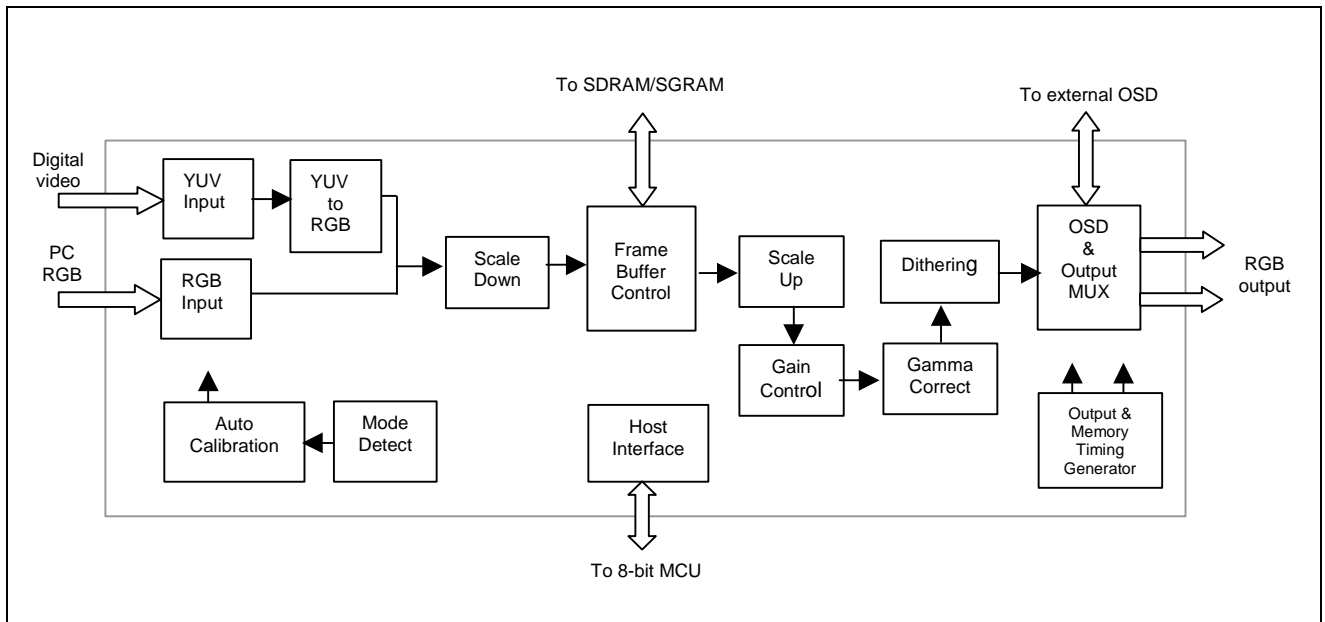 To SDRAM/SGRAM
To external OSD
Digital
video
YUV
Input
YUV
to
RGB
PC
RGB
RGB
Input
Scale
Down
Frame
Buffer
Control
Scale
Up
Dithering
OSD
&
Output
MUX
RGB
output
Gain
Control
Gamma
Correct
Auto
Calibration
Mode
Detect
Host
Interface
Output &
Memory
Timing
Generator
To 8-bit MCU